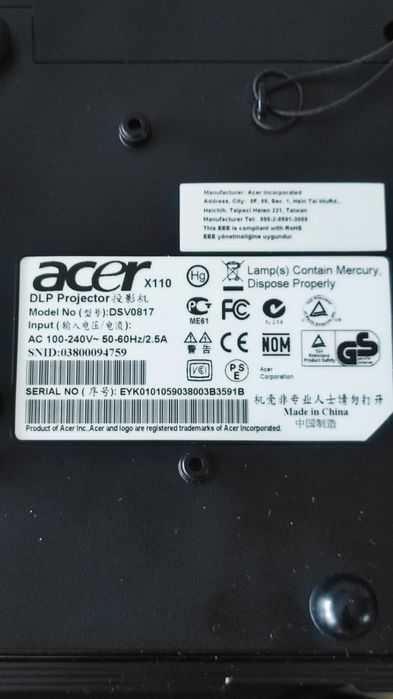 Manufacturer: Acer Incorporated
Address, City: 8F, 88, Sec. 1, Hsin Tai WuRd.,
Hsichih, Taipect Hsien 221, Taiwan
Manufacturer Tel: 886-2-8691-3089
This EEE is compliant with RoHS
EEE yönetmeliğine uygundur
acer X110
Hg
Lamp(s) Contain Mercury,
Dispose Properly
DLP Projector 投影机
Model No (型号):DSV0817
Input (输入电压/电流):
AC 100-240V~ 50-60Hz/2.5A
SNID:03800094759
ME61
FC
N 214
警告
CE
NOM
GS
VCI
PSE
Acer
Corporation
SERIAL NO (序号): EYK0101059038003B3591B
Product of Acer Inc.,Acer and logo are registered trademarks of Acer Incorporated.
机壳非专业人士请勿打开
Made in China
中国制造